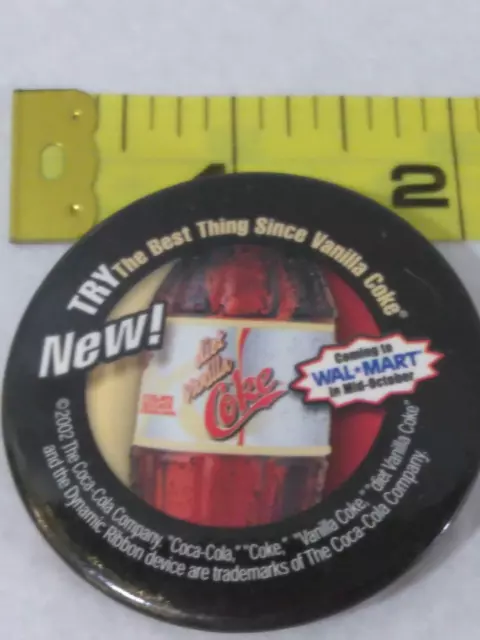 1 2
TRY The Best Thing Since Vanilla Coke®
New!
diet
Vanilla
Coke
Coming to
WAL★MART
in Mid-October
©2002 The Coca-Cola Company. "Coca-Cola," "Coke," "Vanilla Coke" "diet Vanilla Coke"
and the Dynamic Ribbon device are trademarks of The Coca-Cola Company.